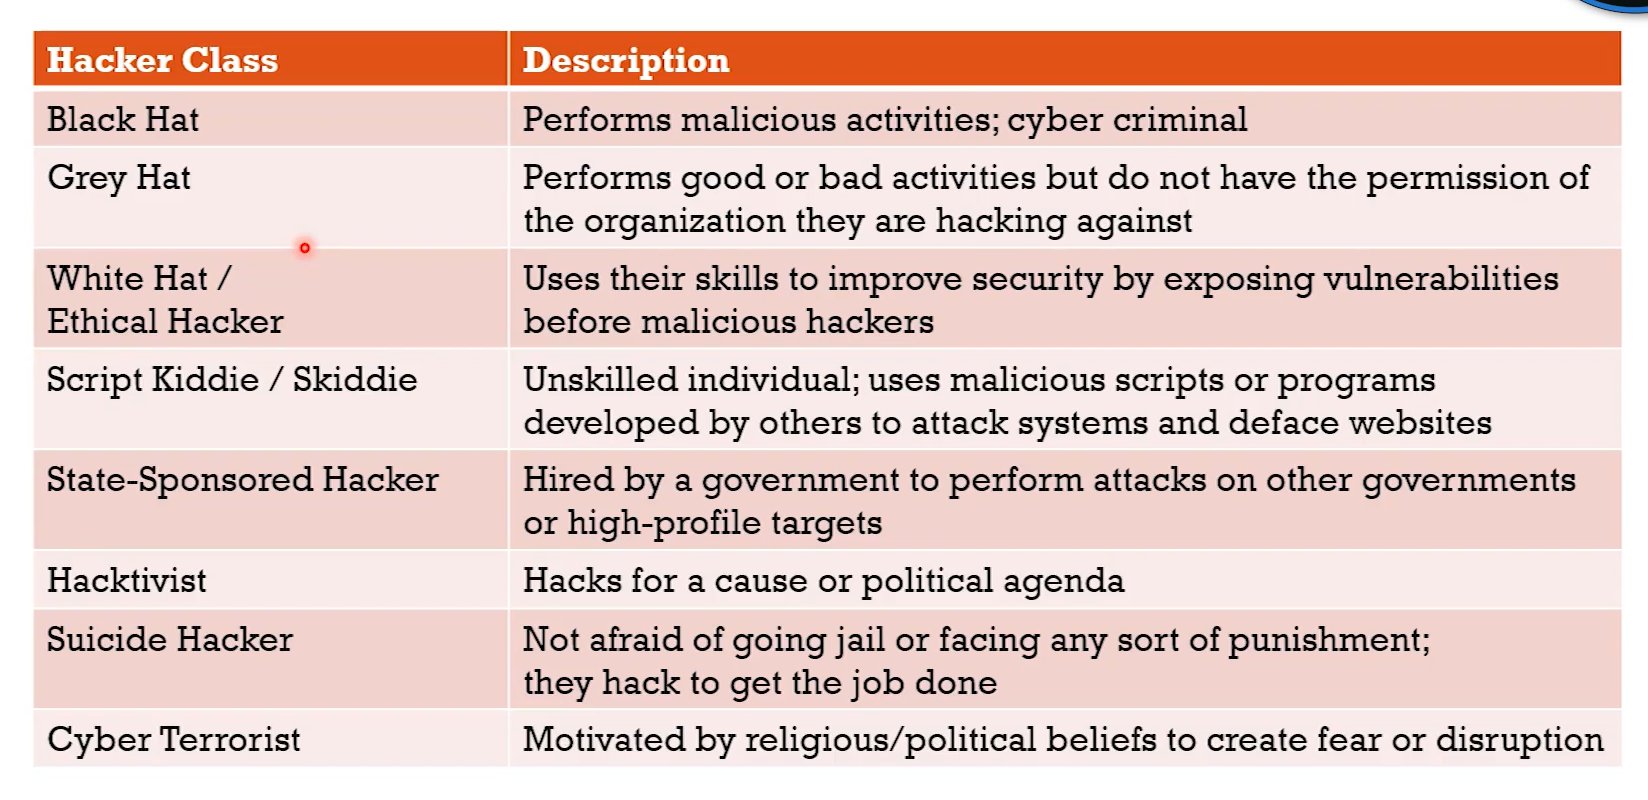 Hacker Class
Description
Black Hat
Performs malicious activities; cyber criminal
Grey Hat
Performs good or bad activities but do not have the permission of
the organization they are hacking against
White Hat /
Ethical Hacker
Uses their skills to improve security by exposing vulnerabilities
before malicious hackers
Script Kiddie / Skiddie
Unskilled individual; uses malicious scripts or programs
developed by others to attack systems and deface websites
State-Sponsored Hacker
Hired by a government to perform attacks on other governments
or high-profile targets
Hacktivist
Hacks for a cause or political agenda
Suicide Hacker
Not afraid of going jail or facing any sort of punishment;
they hack to get the job done
Cyber Terrorist
Motivated by religious/political beliefs to create fear or disruption